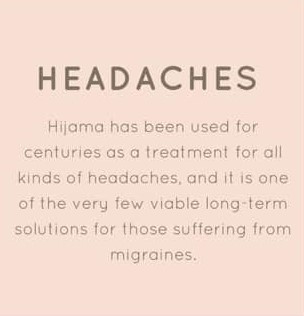 HEADACHES
Hijama has been used for
centuries as a treatment for all
kinds of headaches, and it is one
of the very few viable long-term
solutions for those suffering from
migraines.